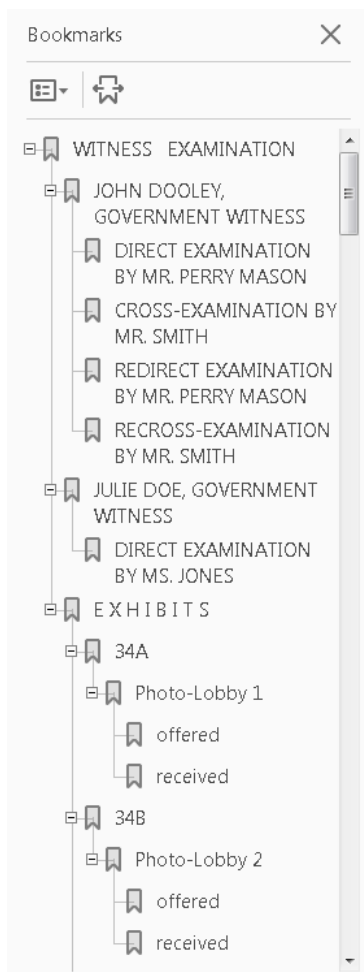 Bookmarks
WITNESS EXAMINATION
JOHN DOOLEY,
GOVERNMENT WITNESS
DIRECT EXAMINATION
BY MR. PERRY MASON
CROSS-EXAMINATION BY
MR. SMITH
REDIRECT EXAMINATION
BY MR. PERRY MASON
RECROSS-EXAMINATION
BY MR. SMITH
JULIE DOE, GOVERNMENT
WITNESS
DIRECT EXAMINATION
BY MS. JONES
E X H I B I T S
34A
Photo-Lobby 1
offered
received
34B
Photo-Lobby 2
offered
received